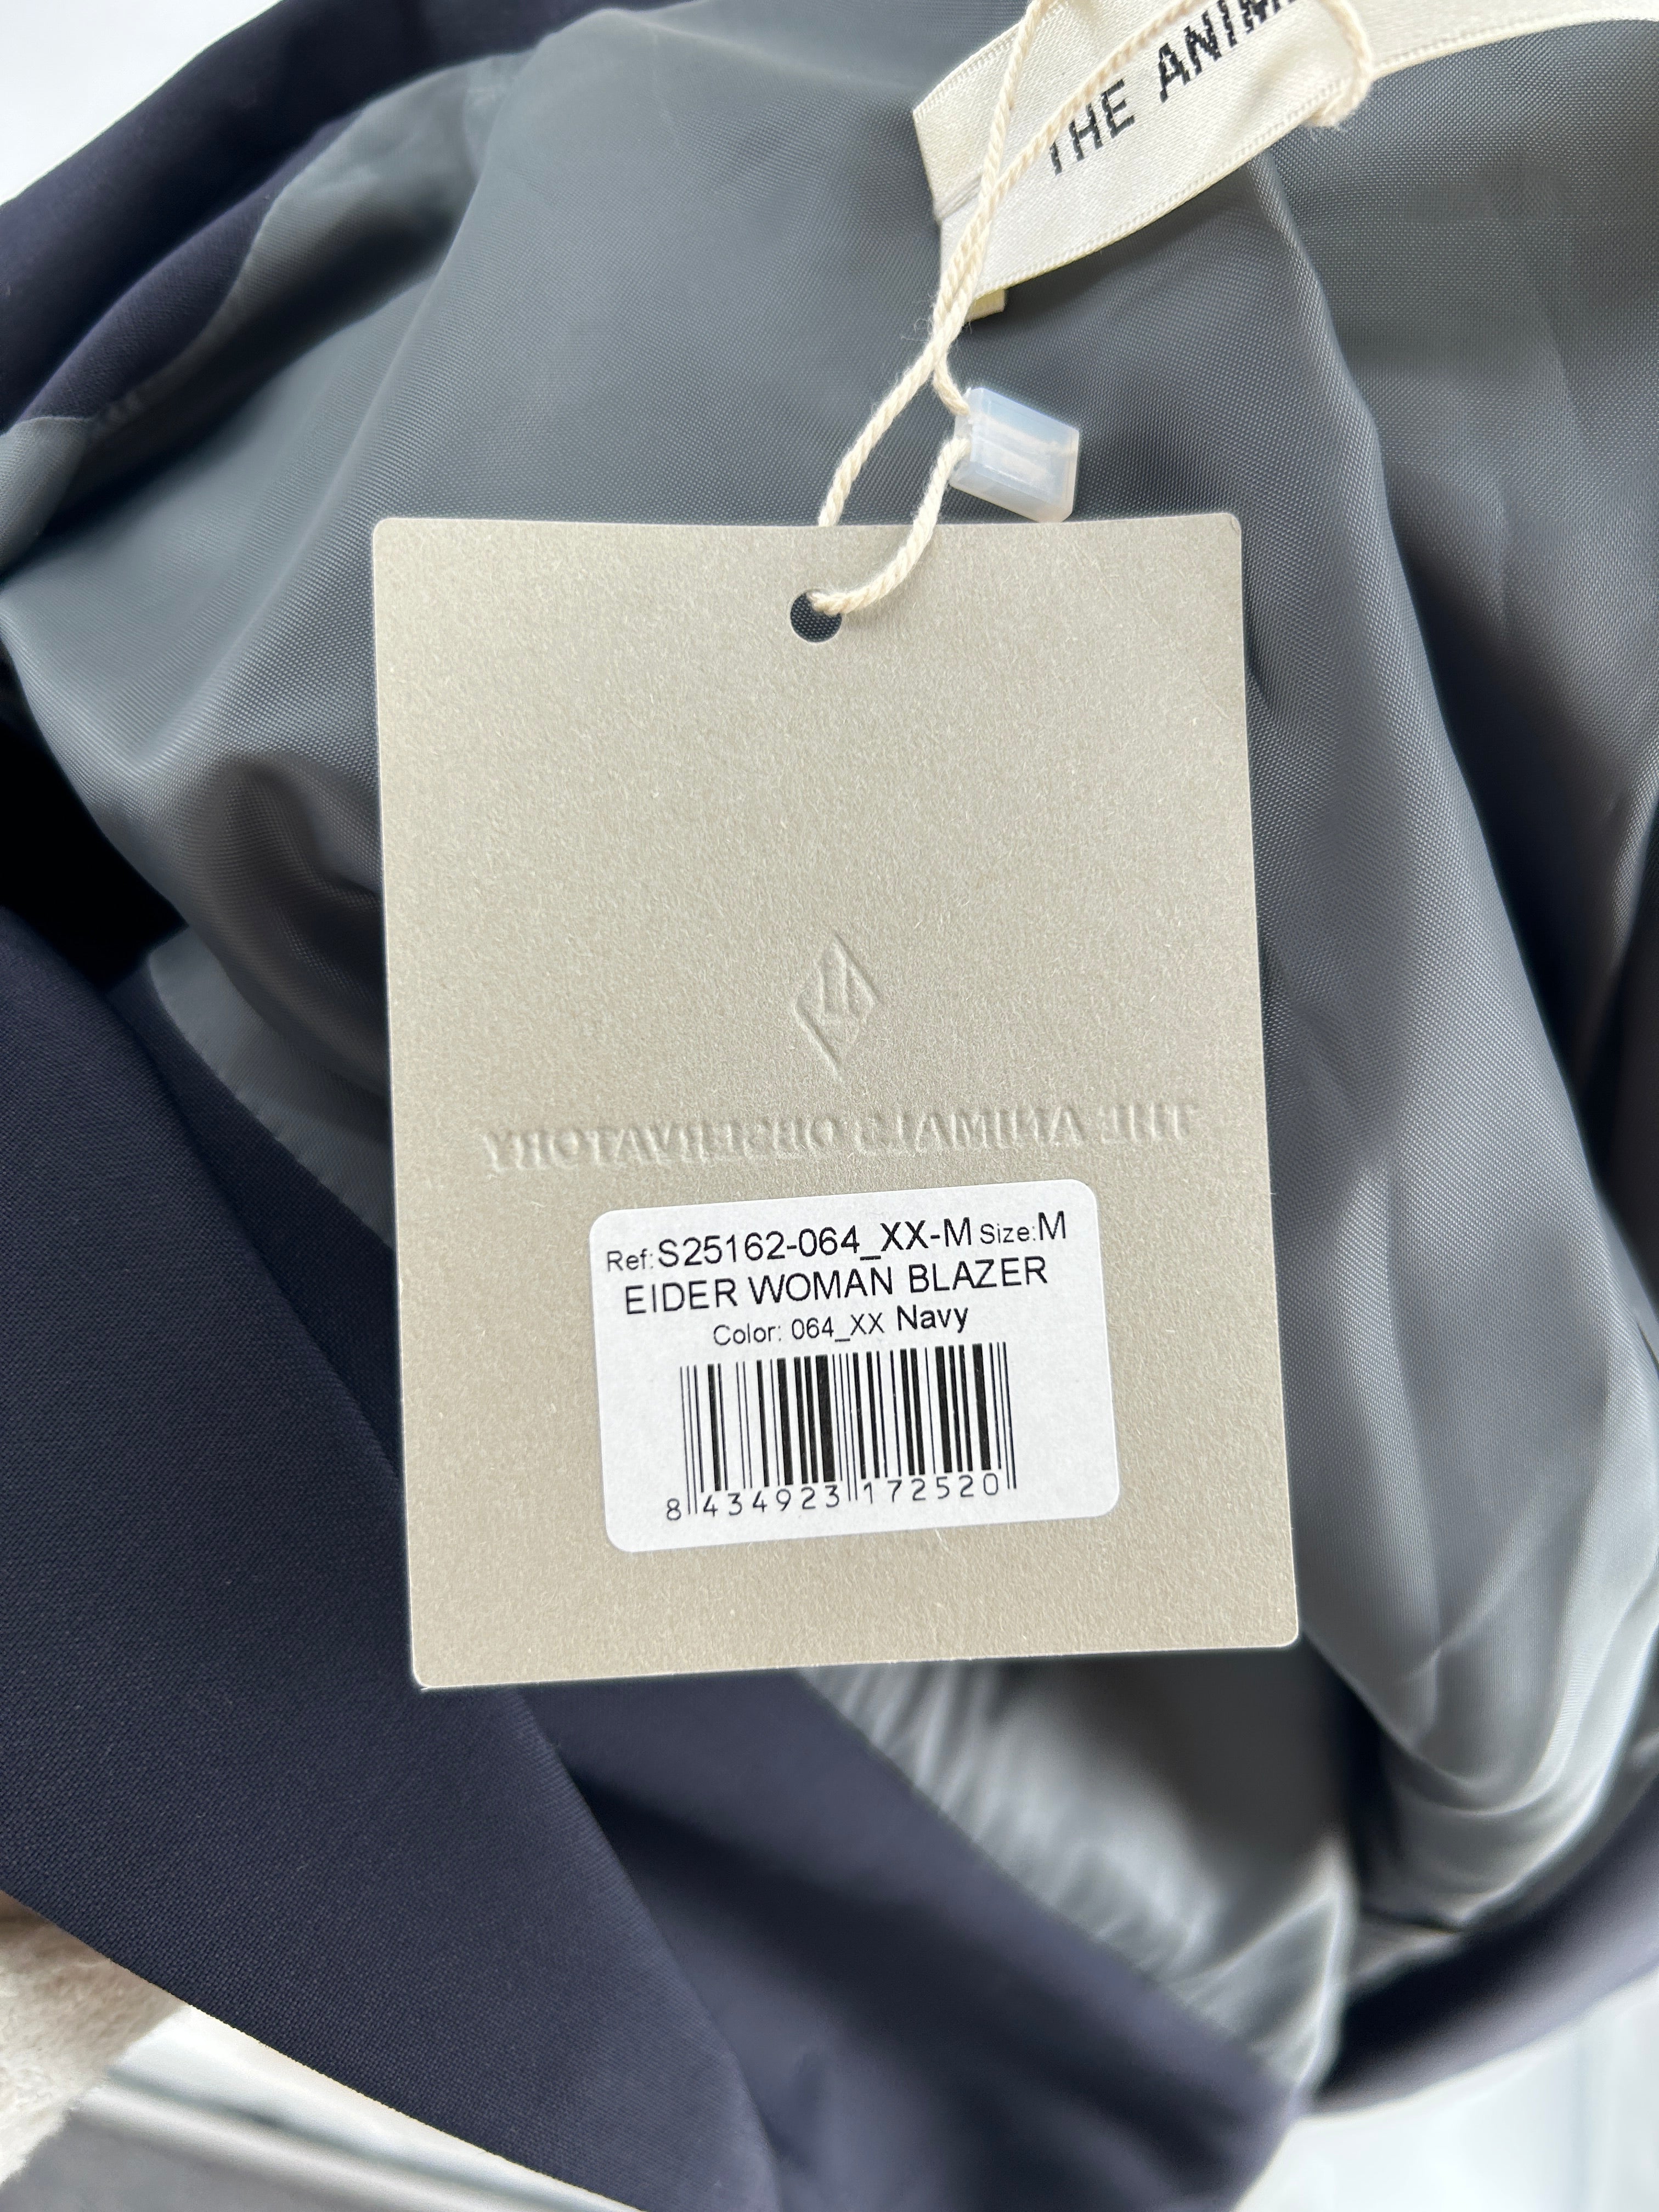 THE ANIM
THE ANIMALS OBSERVATORY
Ref:S25162-064_XX-M Size:M
EIDER WOMAN BLAZER
Color: 064_XX Navy
8 434923 172520